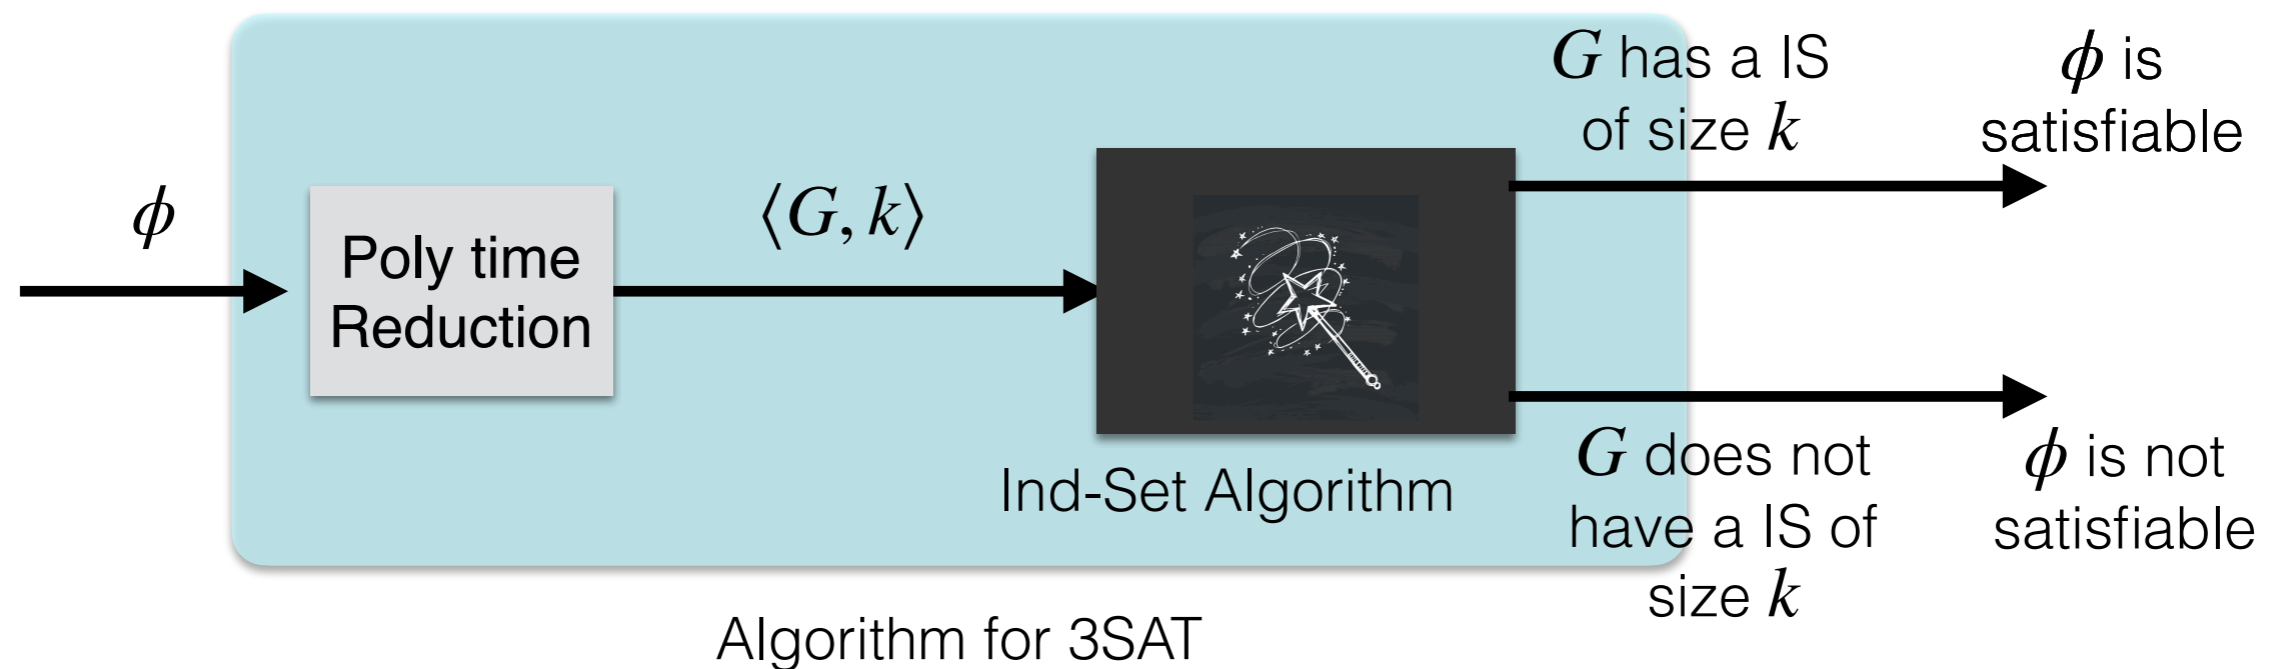 ϕ
Poly time
Reduction
⟨G, k⟩
Ind-Set Algorithm
G has a IS
of size k
ϕ is
satisfiable
G does not
have a IS of
size k
ϕ is not
satisfiable
Algorithm for 3SAT